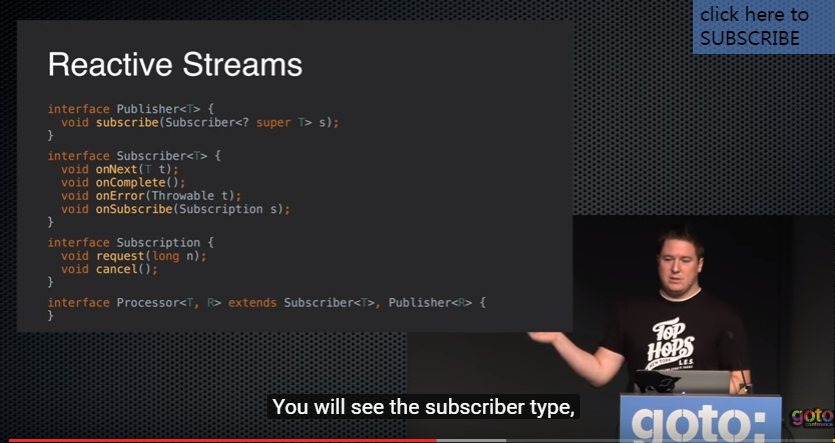 click here to
SUBSCRIBE
Reactive Streams
interface Publisher<T> {
  void subscribe(Subscriber<? super T> s);
}
interface Subscriber<T> {
  void onNext(T t);
  void onComplete();
  void onError(Throwable t);
  void onSubscribe(Subscription s);
}
interface Subscription {
  void request(long n);
  void cancel();
}
interface Processor<T, R> extends Subscriber<T>, Publisher<R> {
}
TOP
HOPS
L.E.S.
You will see the subscriber type,
goto:
goto